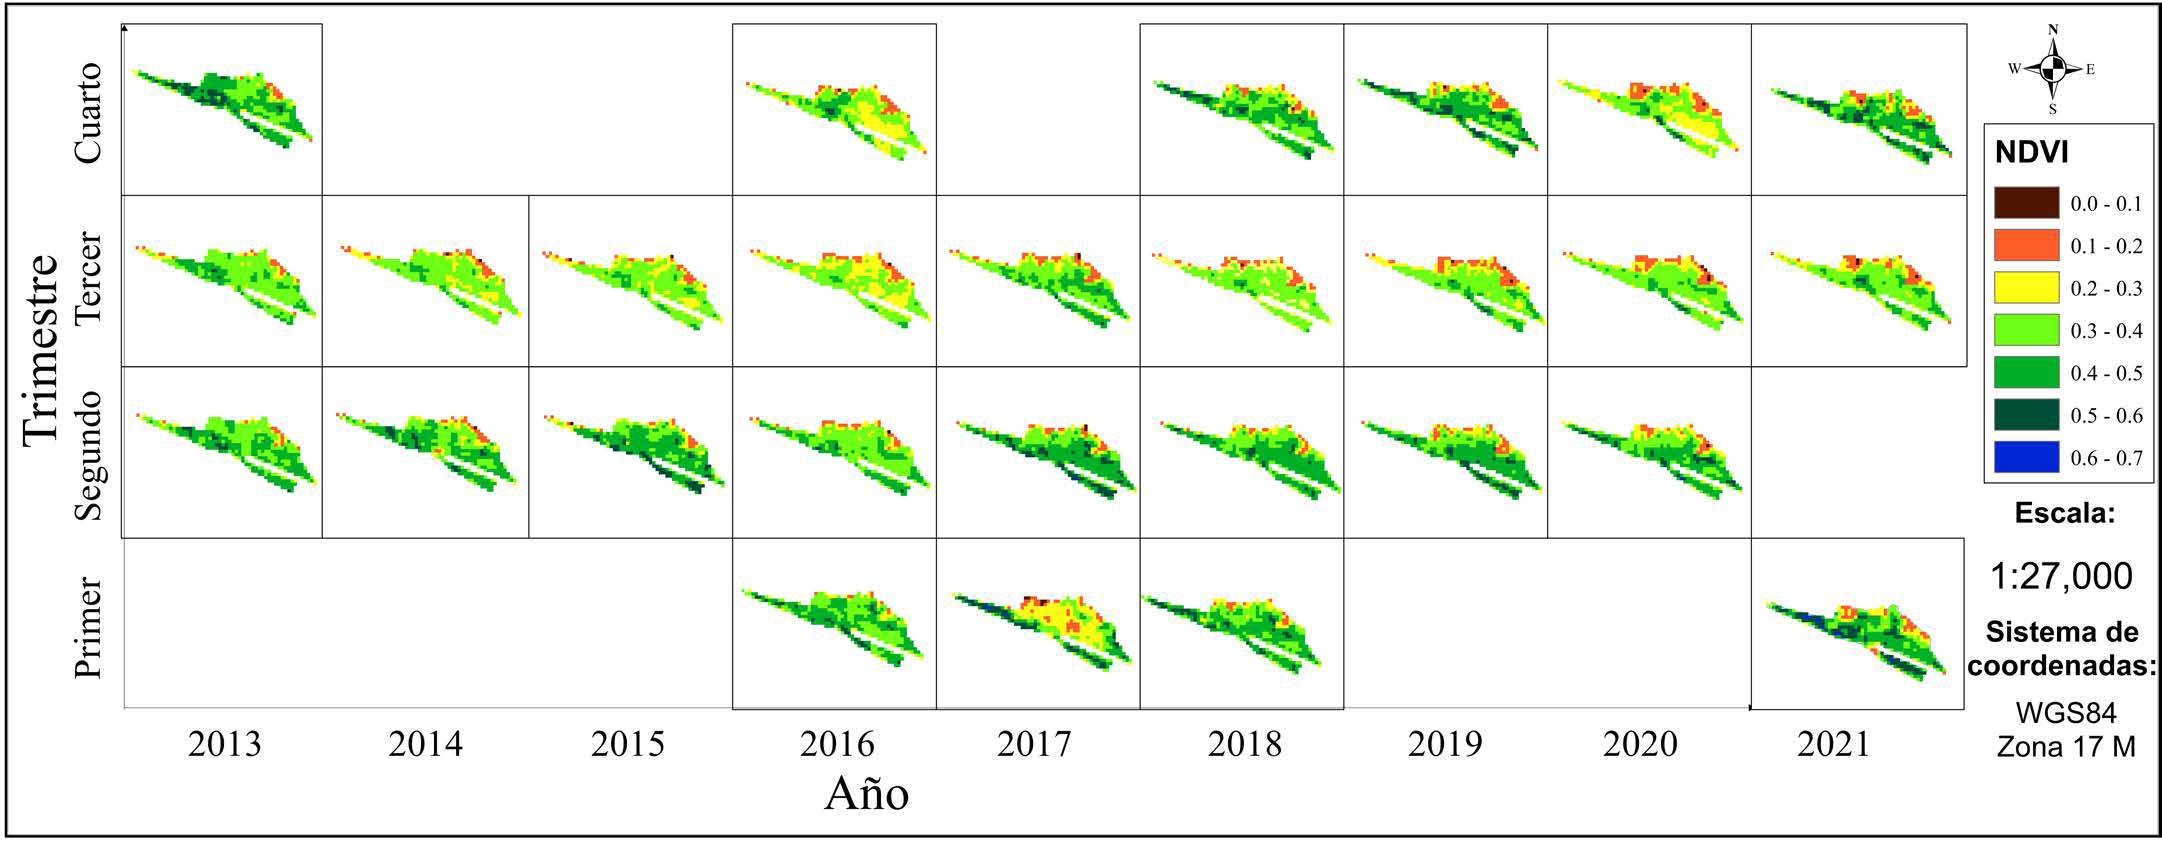 Trimestre
Cuarto
Tercer
Segundo
Primer
2013 2014 2015 2016 2017 2018 2019 2020 2021
Año
N
W E
S
NDVI
0.0 - 0.1
0.1 - 0.2
0.2 - 0.3
0.3 - 0.4
0.4 - 0.5
0.5 - 0.6
0.6 - 0.7
Escala:
1:27,000
Sistema de
coordenadas:
WGS84
Zona 17 M